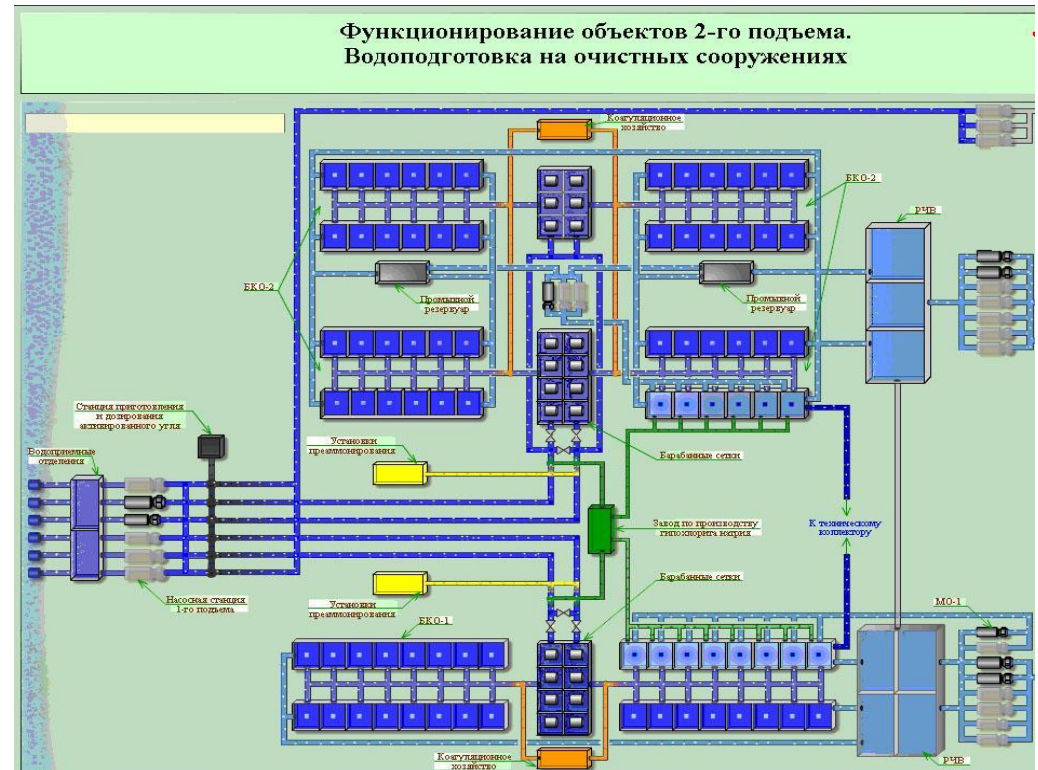 Функционирование объектов 2-го подъема.
Водоподготовка на очистных сооружениях
Коагуляционное
хозяйство
БКО-2
РЧВ
БКО-2
Промывной
резервуар
Промывной
резервуар
Станция приготовления
и дозирования
активированного угля
Водоприемные
отделения
Установки
преаммонирования
Барабанные сетки
Завод по производству
гипохлорита натрия
К техническому
коллектору
Насосная станция
1-го подъема
Установки
преаммонирования
Барабанные сетки
БКО-1
МО-1
Коагуляционное
хозяйство
РЧВ